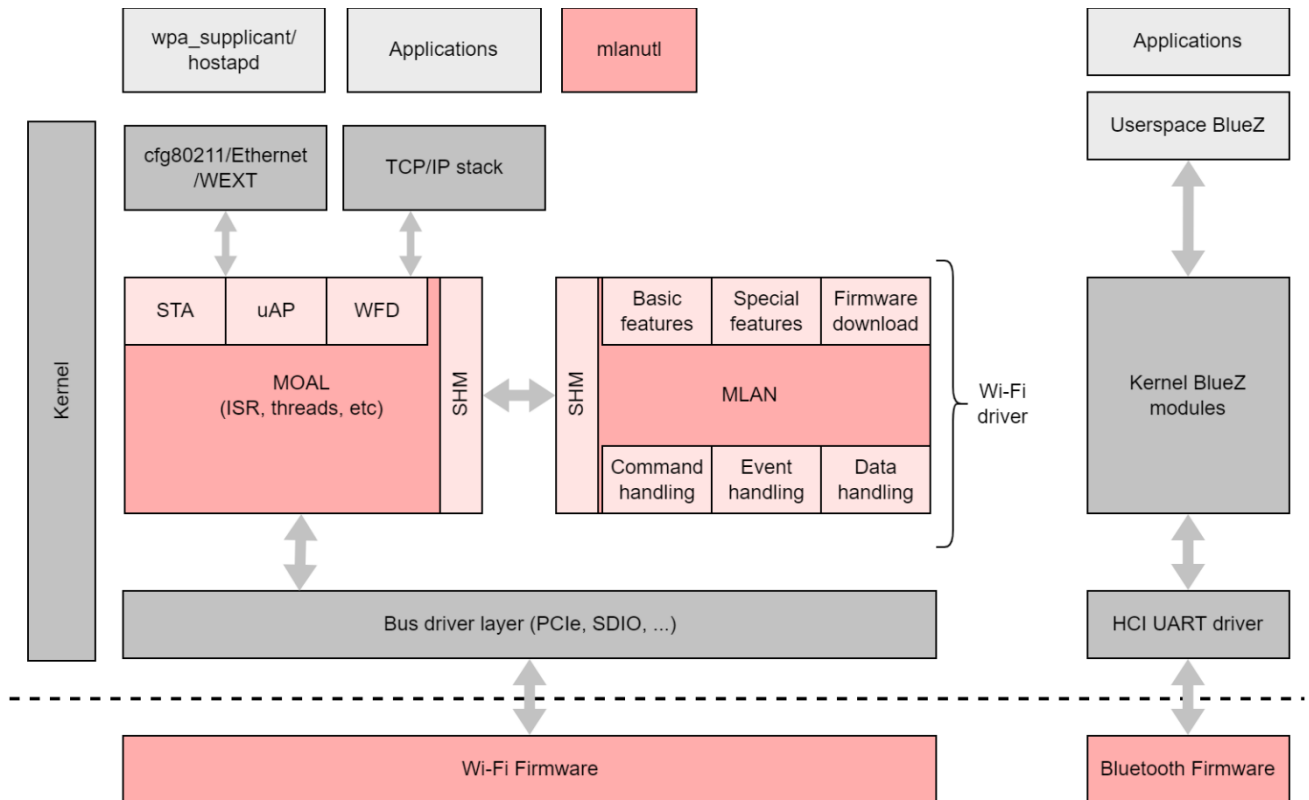 wpa_supplicant/
hostapd
Applications
mlanutl
Applications
Userspace BlueZ
Kernel
cfg80211/Ethernet
/WEXT
TCP/IP stack
STA
uAP
WFD
MOAL
(ISR, threads, etc)
SHM
SHM
Basic
features
Special
features
Firmware
download
MLAN
Command
handling
Event
handling
Data
handling
Wi-Fi
driver
Kernel BlueZ
modules
Bus driver layer (PCIe, SDIO, ...)
HCI UART driver
Wi-Fi Firmware
Bluetooth Firmware